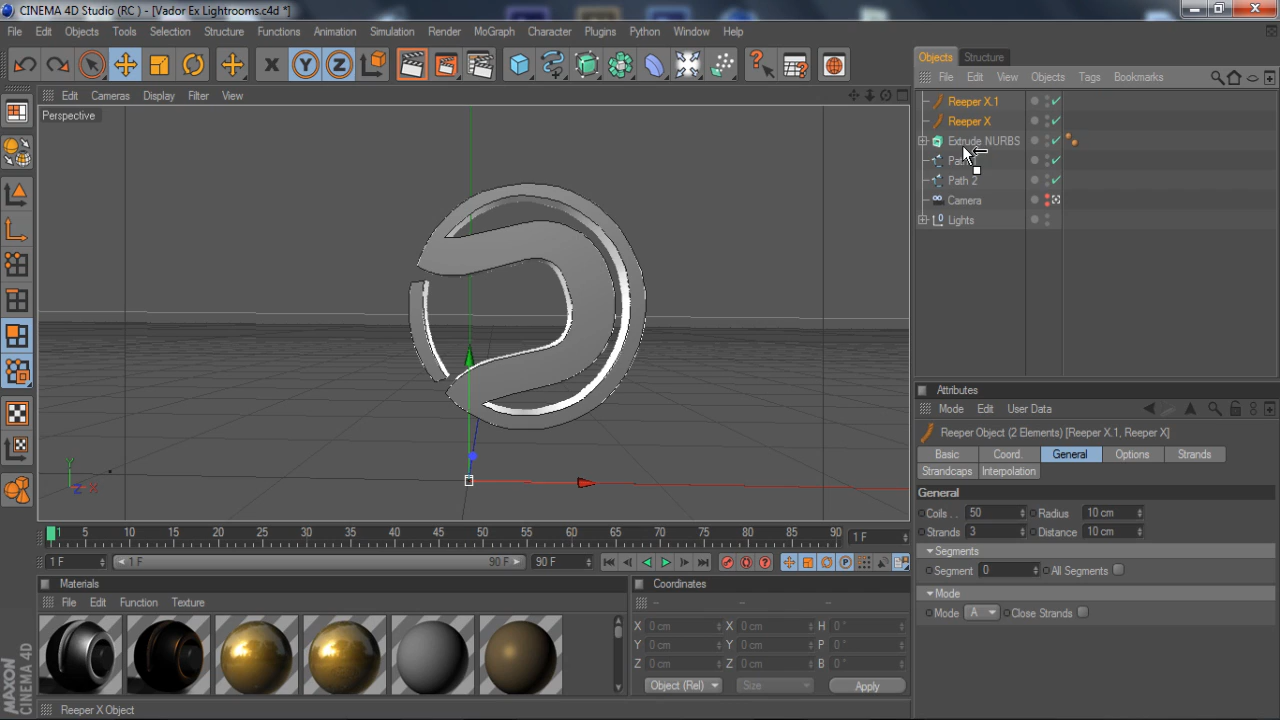 CINEMA 4D Studio (RC ) - [Vador Ex Lightrooms.c4d *]
File Edit Objects Tools Selection Structure Functions Animation Simulation Render MoGraph Character Plugins Python Window Help
X Y Z
Edit Cameras Display Filter View
Perspective
Y
Z X
Objects Structure
File Edit View Objects Tags Bookmarks
Reeper X.1
Reeper X
Extrude NURBS
Path 2
Camera
Lights
Attributes
Mode Edit User Data
Reeper Object (2 Elements) [Reeper X.1, Reeper X]
Basic Coord. General Options Strands
Strandcaps Interpolation
General
Coils . . 50 Radius 10 cm
Strands 3 Distance 10 cm
Segments
Segment 0 All Segments
Mode
Mode A Close Strands
1 5 10 15 20 25 30 35 40 45 50 55 60 65 70 75 80 85 90 1 F
1 F 1 F 90 F 90 F
Materials
File Edit Function Texture
Coordinates
-- -- --
X 0 cm X 0 cm H 0 °
Y 0 cm Y 0 cm P 0 °
Z 0 cm Z 0 cm B 0 °
Object (Rel) Size Apply
MAXON
CINEMA 4D
Reeper X Object